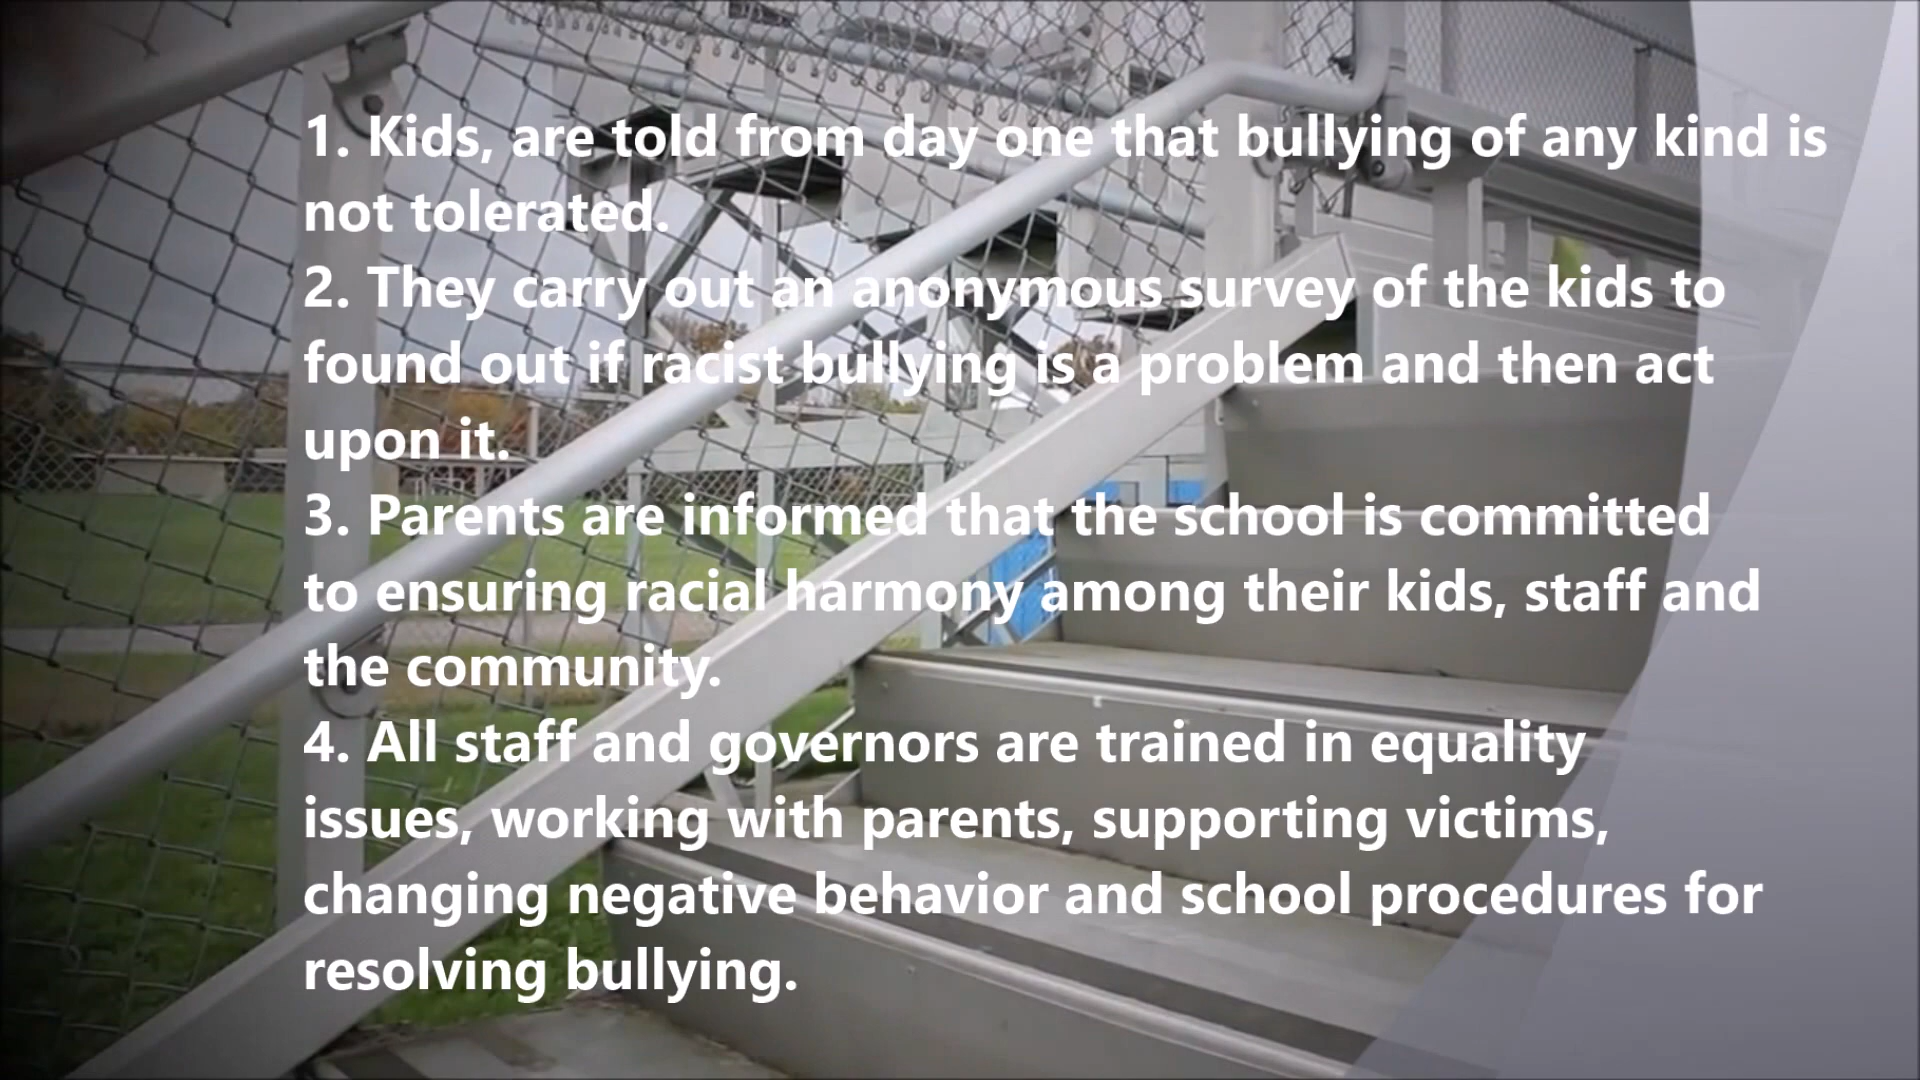 1. Kids, are told from day one that bullying of any kind is
not tolerated.
2. They carry out an anonymous survey of the kids to
found out if racist bullying is a problem and then act
upon it.
3. Parents are informed that the school is committed
to ensuring racial harmony among their kids, staff and
the community.
4. All staff and governors are trained in equality
issues, working with parents, supporting victims,
changing negative behavior and school procedures for
resolving bullying.